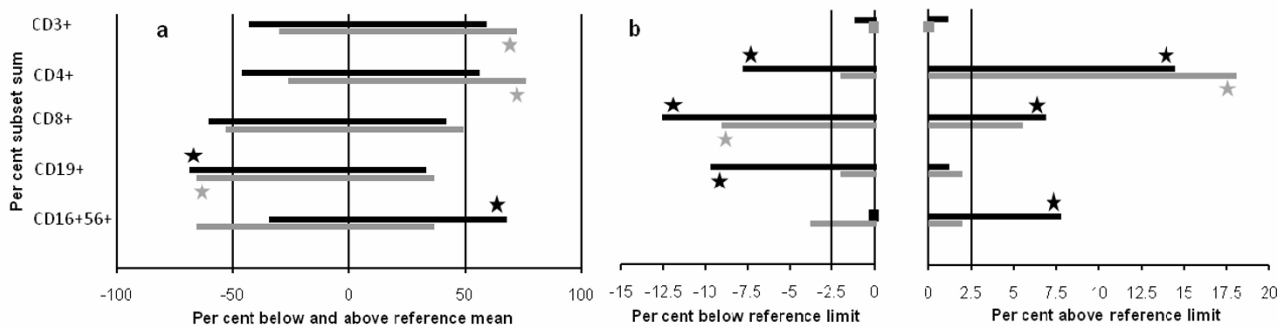 Per cent subset sum
CD3+
CD4+
CD8+
CD19+
CD16+56+
a
-100 -50 0 50 100
Per cent below and above reference mean
b
-15 -12.5 -10 -7.5 -5 -2.5 0
Per cent below reference limit
0 2.5 5 7.5 10 12.5 15 17.5 20
Per cent above reference limit